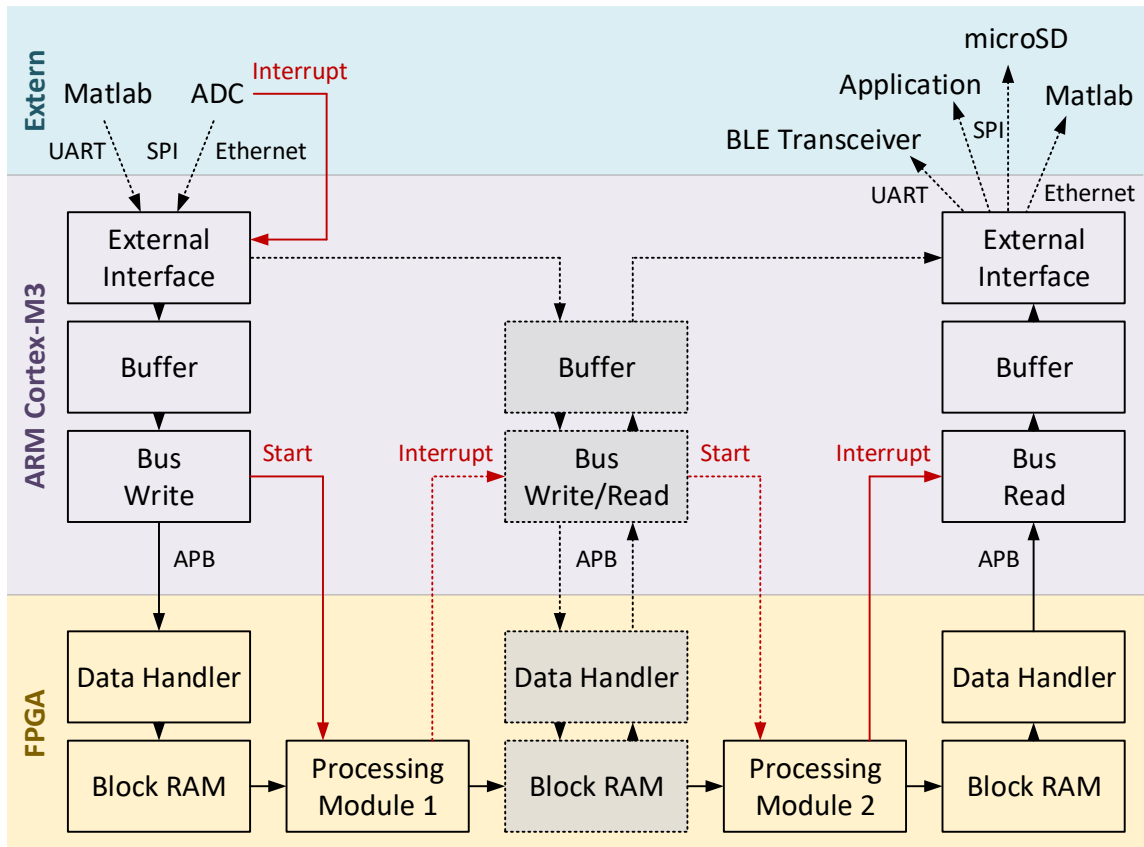 Extern
Matlab
ADC
Interrupt
UART
SPI
Ethernet
microSD
Application
Matlab
SPI
BLE Transceiver
UART
Ethernet
ARM Cortex-M3
External
Interface
External
Interface
Buffer
Buffer
Buffer
Bus
Write
Start
Interrupt
Bus
Write/Read
Start
Interrupt
Bus
Read
APB
APB
APB
FPGA
Data Handler
Data Handler
Data Handler
Block RAM
Processing
Module 1
Block RAM
Processing
Module 2
Block RAM